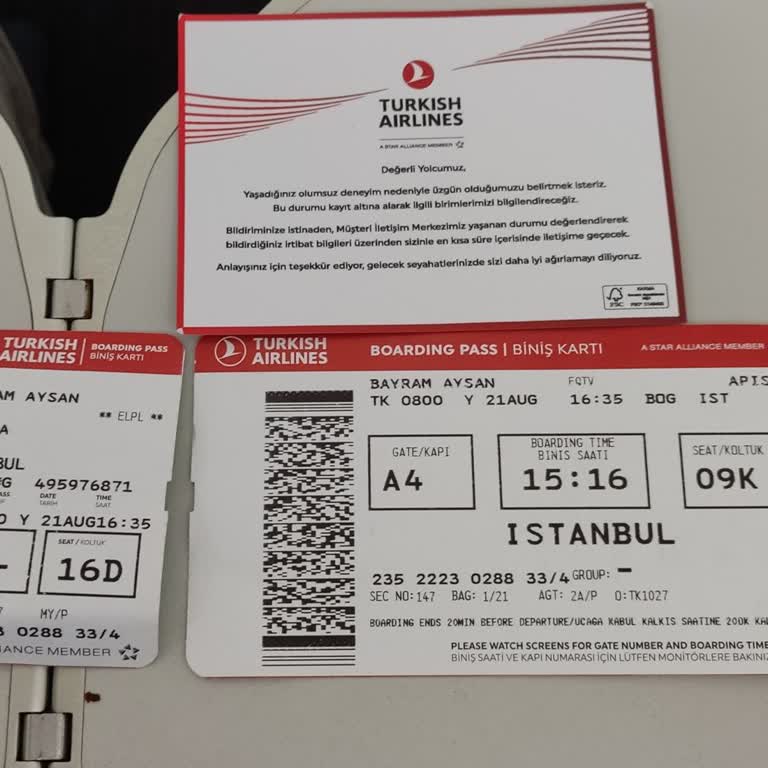 TURKISH
AIRLINES
A STAR ALLIANCE MEMBER
Değerli Yolcumuz,
Yaşadığınız olumsuz deneyim nedeniyle üzgün olduğumuzu belirtmek isteriz.
Bu durumu kayıt altına alarak ilgili birimlerimizi bilgilendireceğiz.
Bildiriminize istinaden, Müşteri İletişim Merkezimiz yaşanan durumu değerlendirerek
bildirdiğiniz irtibat bilgileri üzerinden sizinle en kısa süre içerisinde iletişime geçecek.
Anlayışınız için teşekkür ediyor, gelecek seyahatlerinizde sizi daha iyi ağırlamayı diliyoruz.
FSC
TURKISH
AIRLINES
BOARDING PASS
BİNİŞ KARTI
AM AYSAN
** ELPL **
A
BUL
G 495976871
DATE
TARİH
TIME
SAAT
0 Y 21AUG16:35
SEAT / KOLTUK
16D
MY/P
3 0288 33/4
IANCE MEMBER
TURKISH
AIRLINES
BOARDING PASS | BİNİŞ KARTI
A STAR ALLIANCE MEMBER
BAYRAM AYSAN FQTV APIS
TK 0800 Y 21AUG 16:35 BOG IST
GATE/KAPI
A4
BOARDING TIME
BINIS SAATI
15:16
SEAT/KOLTUK
09K
ISTANBUL
235 2223 0288 33/4 GROUP: -
SEC NO:147 BAG: 1/21 AGT: 2A/P O:TK1027
BOARDING ENDS 20MIN BEFORE DEPARTURE/UCAGA KABUL KALKIS SAATINE 20DK KA
PLEASE WATCH SCREENS FOR GATE NUMBER AND BOARDING TIME
BİNİŞ SAATİ VE KAPI NUMARASI İÇİN LÜTFEN MONİTÖRLERE BAKINIZ